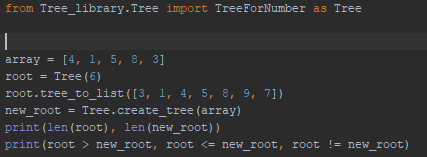 from Tree_library.Tree import TreeForNumber as Tree
array = [4, 1, 5, 8, 3]
root = Tree(6)
root.tree_to_list([3, 1, 4, 5, 8, 9, 7])
new_root = Tree.create_tree(array)
print(len(root), len(new_root))
print(root > new_root, root <= new_root, root != new_root)